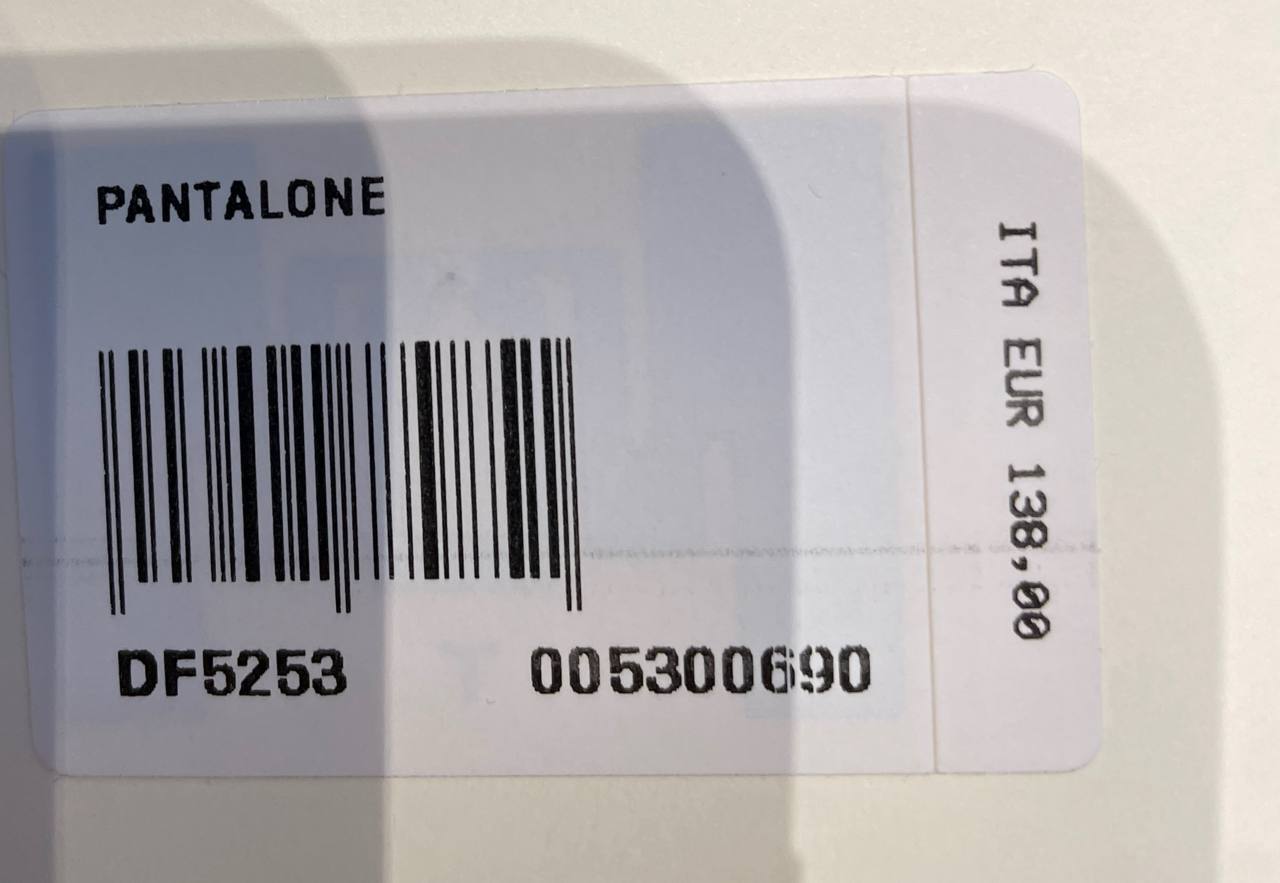 PANTALONE
DF5253 005300690
ITA EUR 138,00